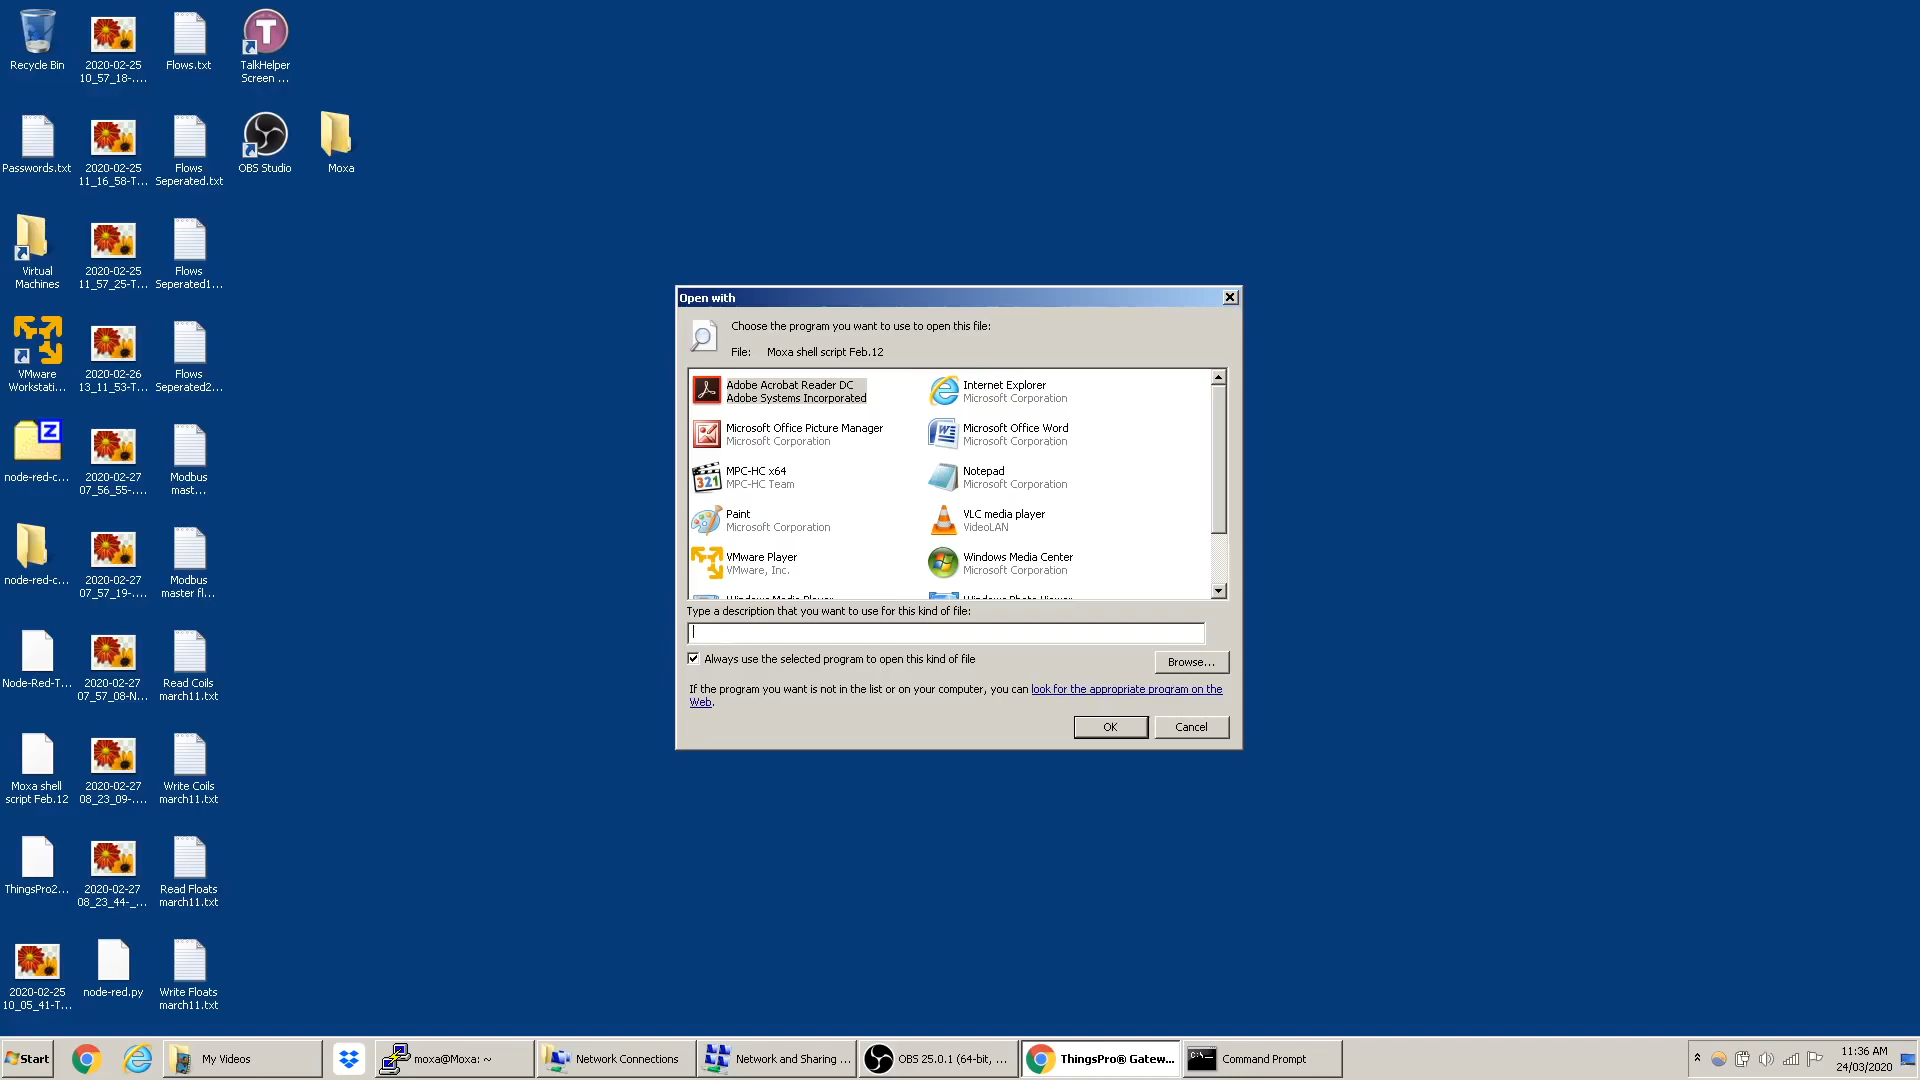 Recycle Bin
2020-02-25
10_57_18-....
Flows.txt
TalkHelper
Screen ...
Passwords.txt
2020-02-25
11_16_58-T...
Flows
Seperated.txt
OBS Studio
Moxa
Virtual
Machines
2020-02-25
11_57_25-T...
Flows
Seperated1...
VMware
Workstati...
2020-02-26
13_11_53-T...
Flows
Seperated2...
node-red-c...
2020-02-27
07_56_55-....
Modbus
mast...
node-red-c...
2020-02-27
07_57_19-....
Modbus
master fl...
Node-Red-T...
2020-02-27
07_57_08-N...
Read Coils
march11.txt
Moxa shell
script Feb.12
2020-02-27
08_23_09-....
Write Coils
march11.txt
ThingsPro2...
2020-02-27
08_23_44-_...
Read Floats
march11.txt
2020-02-25
10_05_41-T...
node-red.py
Write Floats
march11.txt
Open with
Choose the program you want to use to open this file:
File: Moxa shell script Feb.12
Adobe Acrobat Reader DC
Adobe Systems Incorporated
Internet Explorer
Microsoft Corporation
Microsoft Office Picture Manager
Microsoft Corporation
Microsoft Office Word
Microsoft Corporation
MPC-HC x64
MPC-HC Team
Notepad
Microsoft Corporation
Paint
Microsoft Corporation
VLC media player
VideoLAN
VMware Player
VMware, Inc.
Windows Media Center
Microsoft Corporation
Windows Media Player
Windows Photo Viewer
Type a description that you want to use for this kind of file:
Always use the selected program to open this kind of file
Browse...
If the program you want is not in the list or on your computer, you can look for the appropriate program on the
Web.
OK
Cancel
Start
My Videos
moxa@Moxa: ~
Network Connections
Network and Sharing ...
OBS 25.0.1 (64-bit, ...
ThingsPro® Gatew...
Command Prompt
11:36 AM
24/03/2020